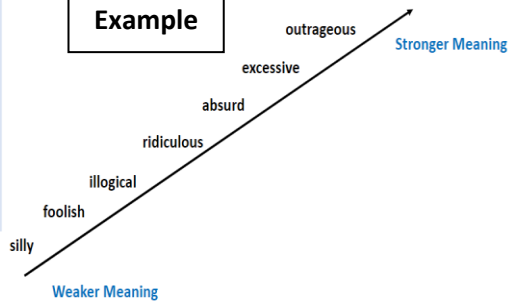 Example
outrageous
Stronger Meaning
excessive
absurd
ridiculous
illogical
foolish
silly
Weaker Meaning